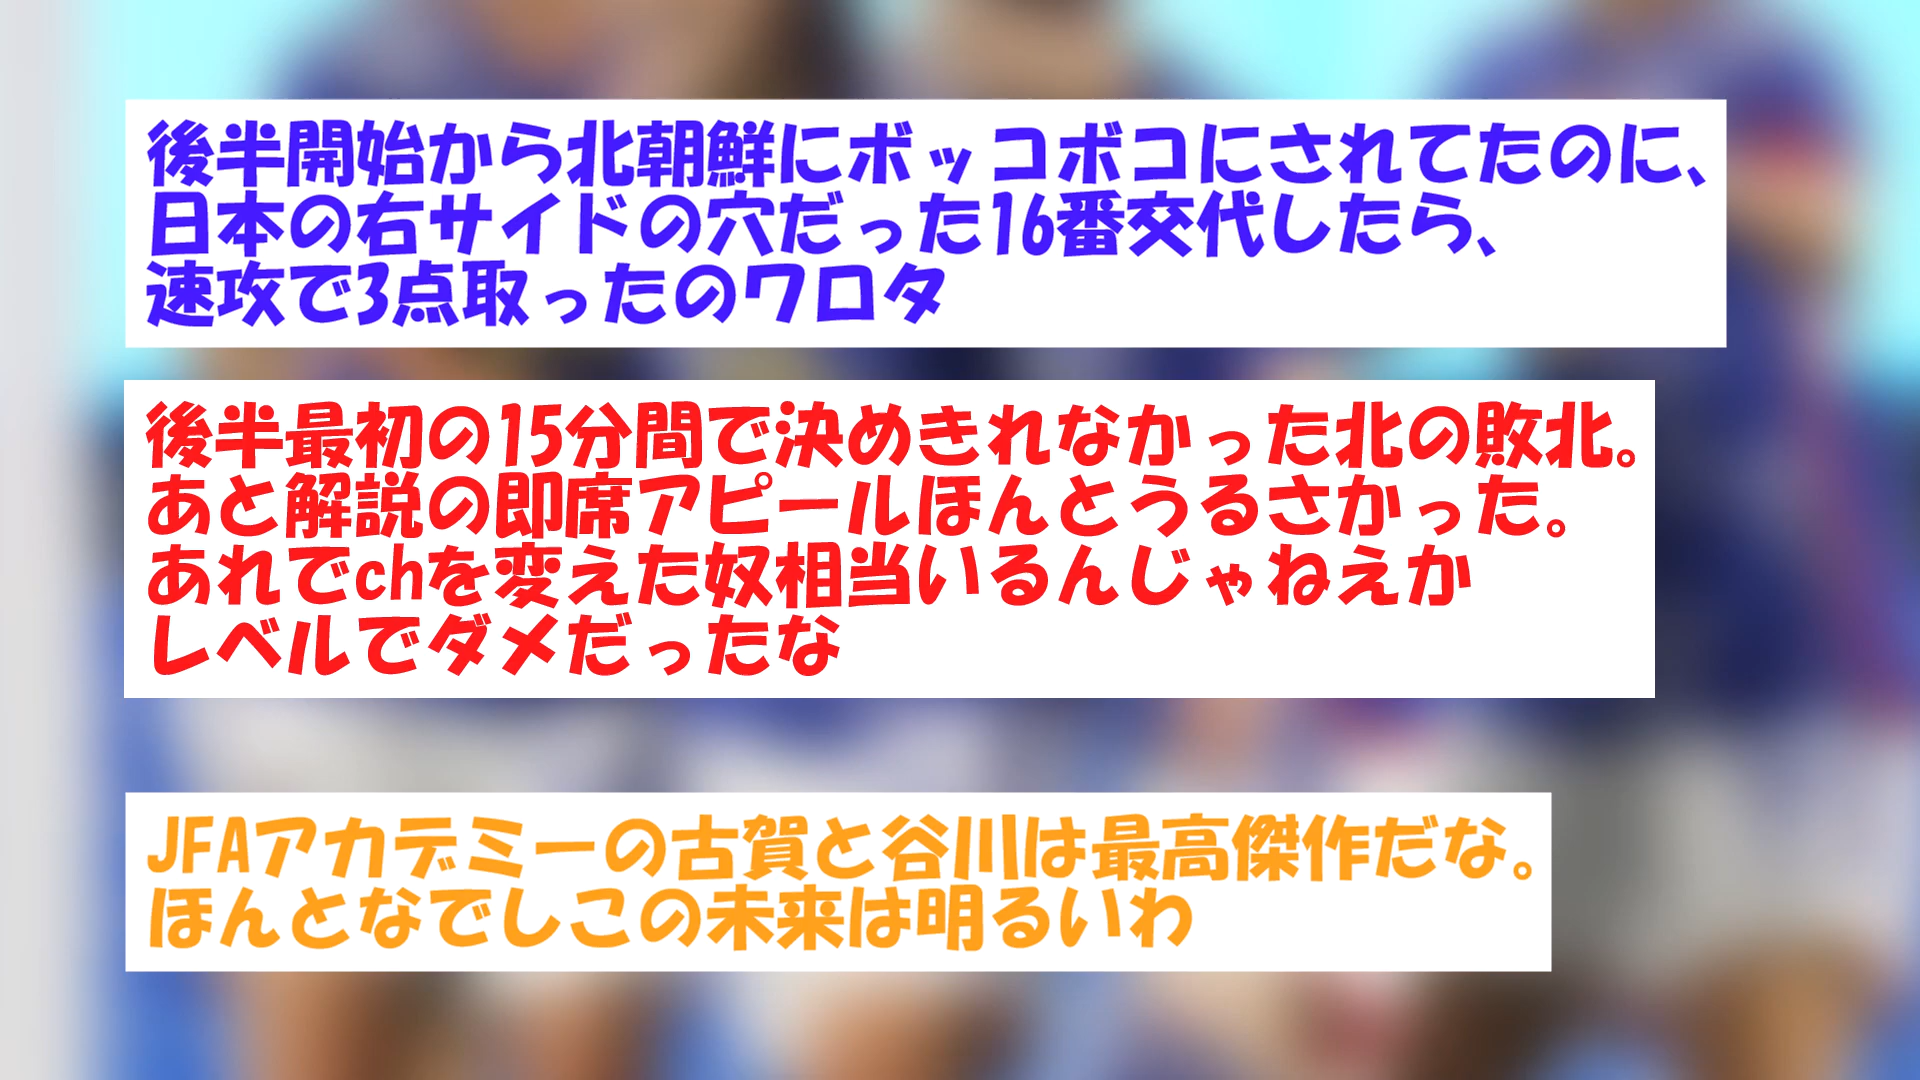 後半開始から北朝鮮にボッコボコにされてたのに、
日本の右サイドの穴だった16番交代したら、
速攻で3点取ったのワロタ
後半最初の15分間で決めきれなかった北の敗北。
あと解説の即席アピールほんとうるさかった。
あれでchを変えた奴相当いるんじゃねえか
レベルでダメだったな
JFAアカデミーの古賀と谷川は最高傑作だな。
ほんとなでしこの未来は明るいわ